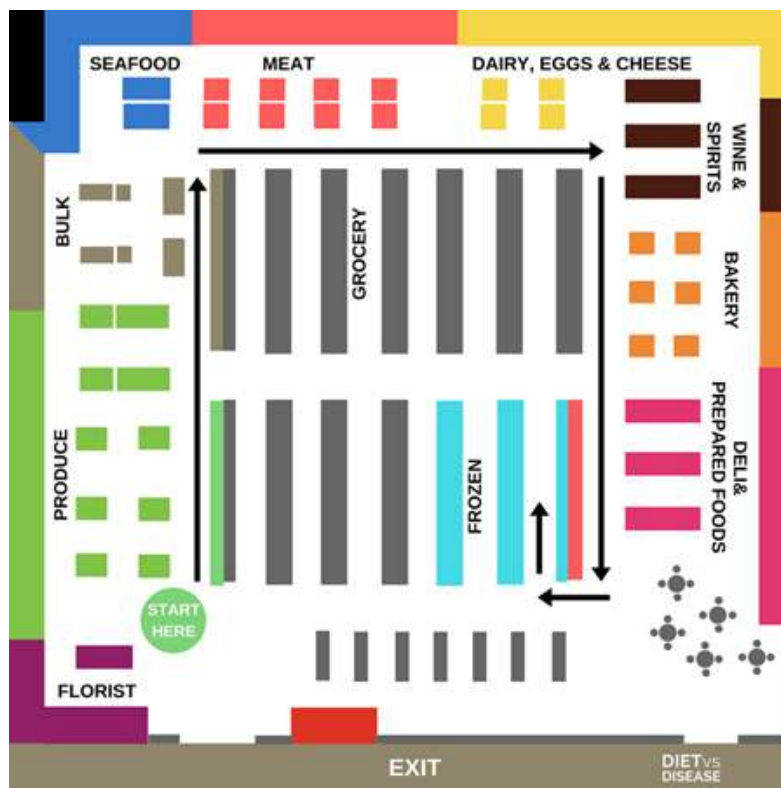 SEAFOOD
MEAT
DAIRY, EGGS & CHEESE
WINE &
SPIRITS
BULK
GROCERY
BAKERY
PRODUCE
FROZEN
DELI&
PREPARED FOODS
START
HERE
FLORIST
EXIT
DIET VS
DISEASE